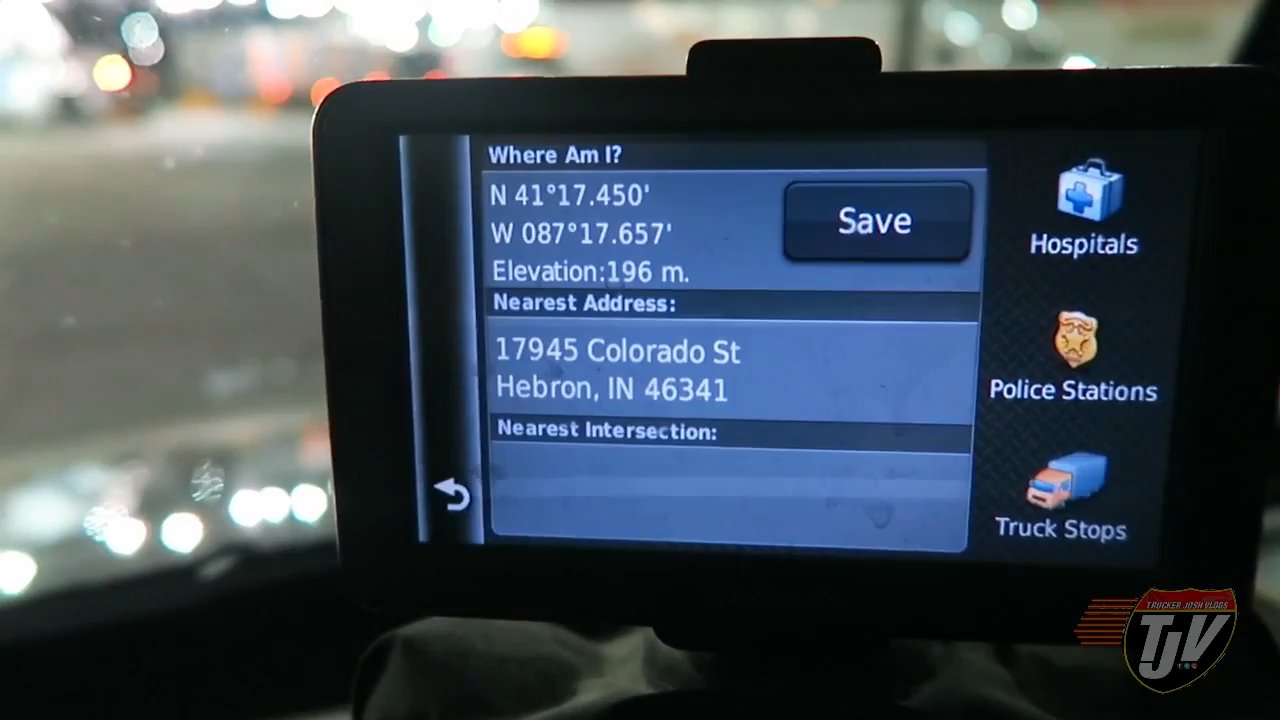 Where Am I?
N 41°17.450'
W 087°17.657'
Elevation:196 m.
Save
Nearest Address:
17945 Colorado St
Hebron, IN 46341
Nearest Intersection:
Hospitals
Police Stations
Truck Stops
TRUCKER JOSH VLOGS
TJV